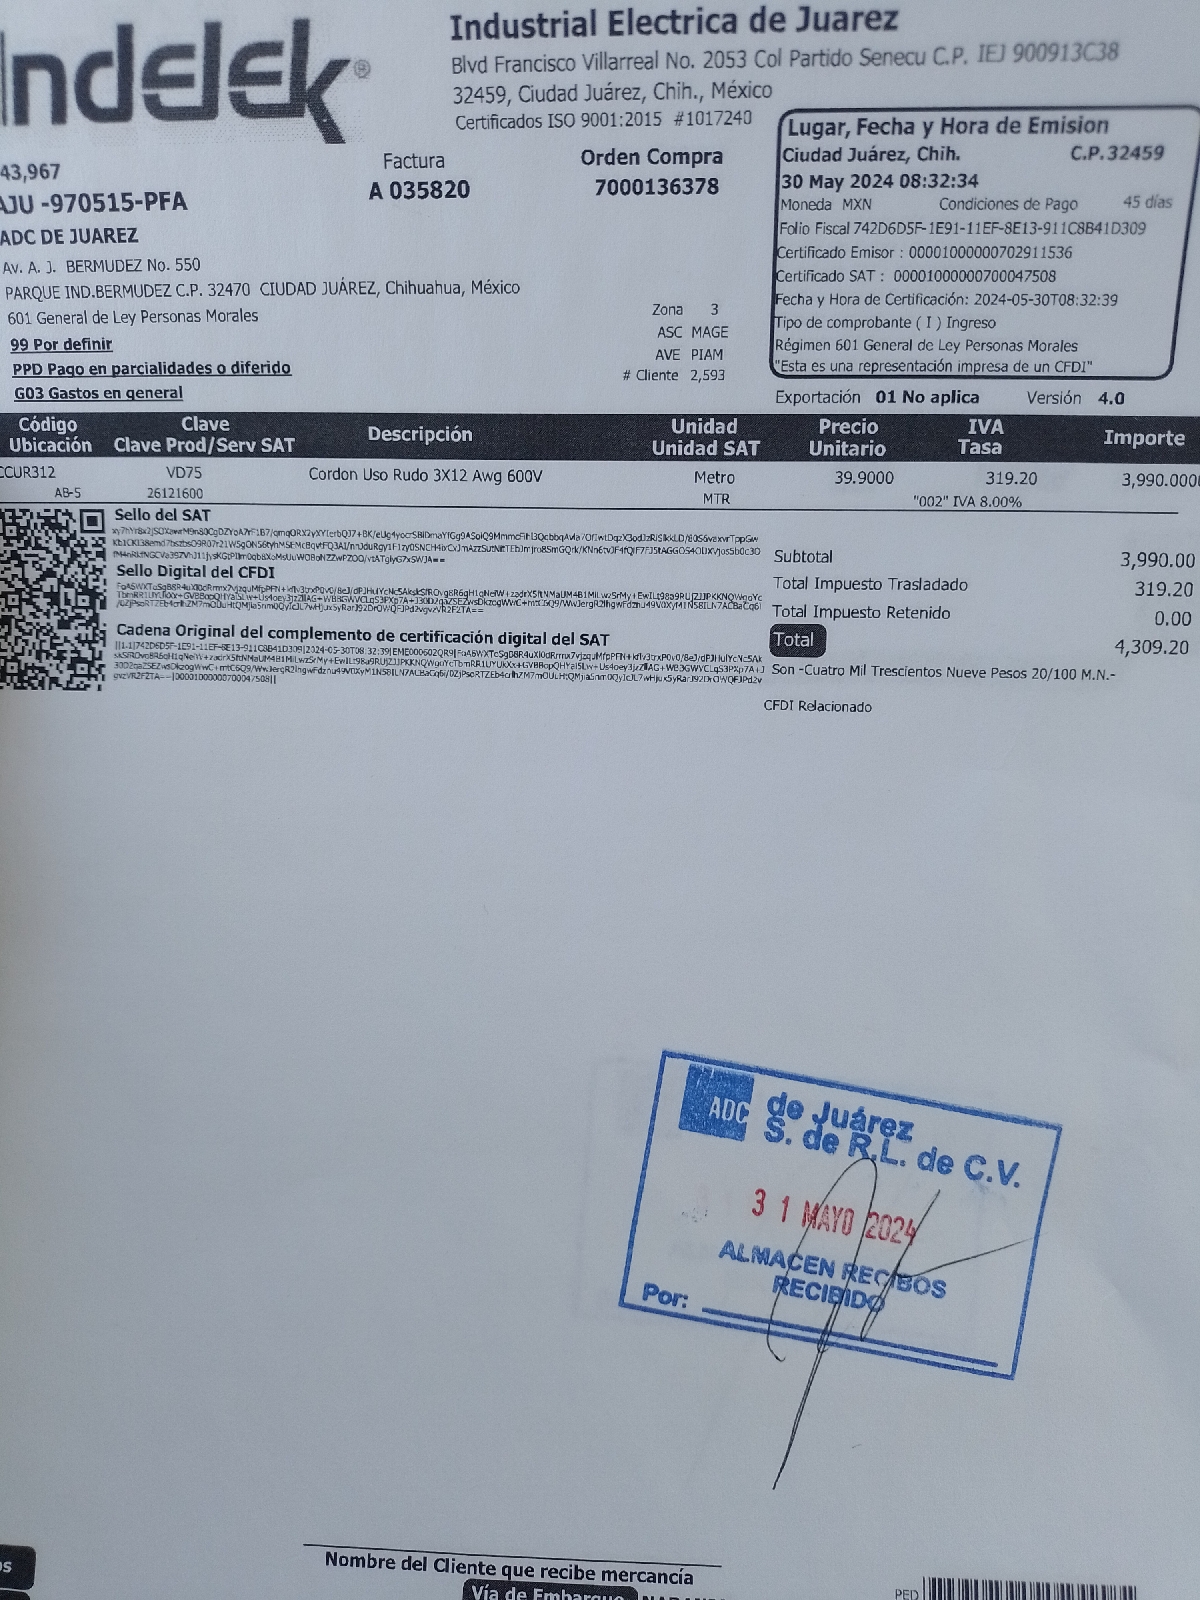 Indelek®
Industrial Electrica de Juarez
Blvd Francisco Villarreal No. 2053 Col Partido Senecu C.P. IEJ 900913C38
32459, Ciudad Juárez, Chih., México
Certificados ISO 9001:2015 #1017240
Lugar, Fecha y Hora de Emision
Ciudad Juárez, Chih. C.P.32459
30 May 2024 08:32:34
Moneda MXN Condiciones de Pago 45 días
Folio Fiscal 742D6D5F-1E91-11EF-8E13-911C8B41D309
Certificado Emisor : 00001000000702911536
Certificado SAT : 00001000000700047508
Fecha y Hora de Certificación: 2024-05-30T08:32:39
Tipo de comprobante ( I ) Ingreso
Régimen 601 General de Ley Personas Morales
"Esta es una representación impresa de un CFDI"
Exportación 01 No aplica Versión 4.0
43,967
Factura
A 035820
Orden Compra
7000136378
AJU -970515-PFA
ADC DE JUAREZ
Av. A. J. BERMUDEZ No. 550
PARQUE IND.BERMUDEZ C.P. 32470 CIUDAD JUÁREZ, Chihuahua, México
601 General de Ley Personas Morales
99 Por definir
PPD Pago en parcialidades o diferido
G03 Gastos en general
Zona 3
ASC MAGE
AVE PIAM
# Cliente 2,593
Código Clave Descripción Unidad Precio IVA Importe
Ubicación Clave Prod/Serv SAT Unidad SAT Unitario Tasa
CCUR312 VD75 Cordon Uso Rudo 3X12 Awg 600V Metro 39.9000 319.20 3,990.000
AB-5 26121600 MTR "002" IVA 8.00%
Sello del SAT
Sello Digital del CFDI
Cadena Original del complemento de certificación digital del SAT
Subtotal 3,990.00
Total Impuesto Trasladado 319.20
Total Impuesto Retenido 0.00
Total 4,309.20
Son -Cuatro Mil Trescientos Nueve Pesos 20/100 M.N.-
CFDI Relacionado
ADC de Juárez
S. de R.L. de C.V.
31 MAYO 2024
ALMACEN RECIBOS
RECIBIDO
Por:
Nombre del Cliente que recibe mercancía
Vía de Embarque
PED